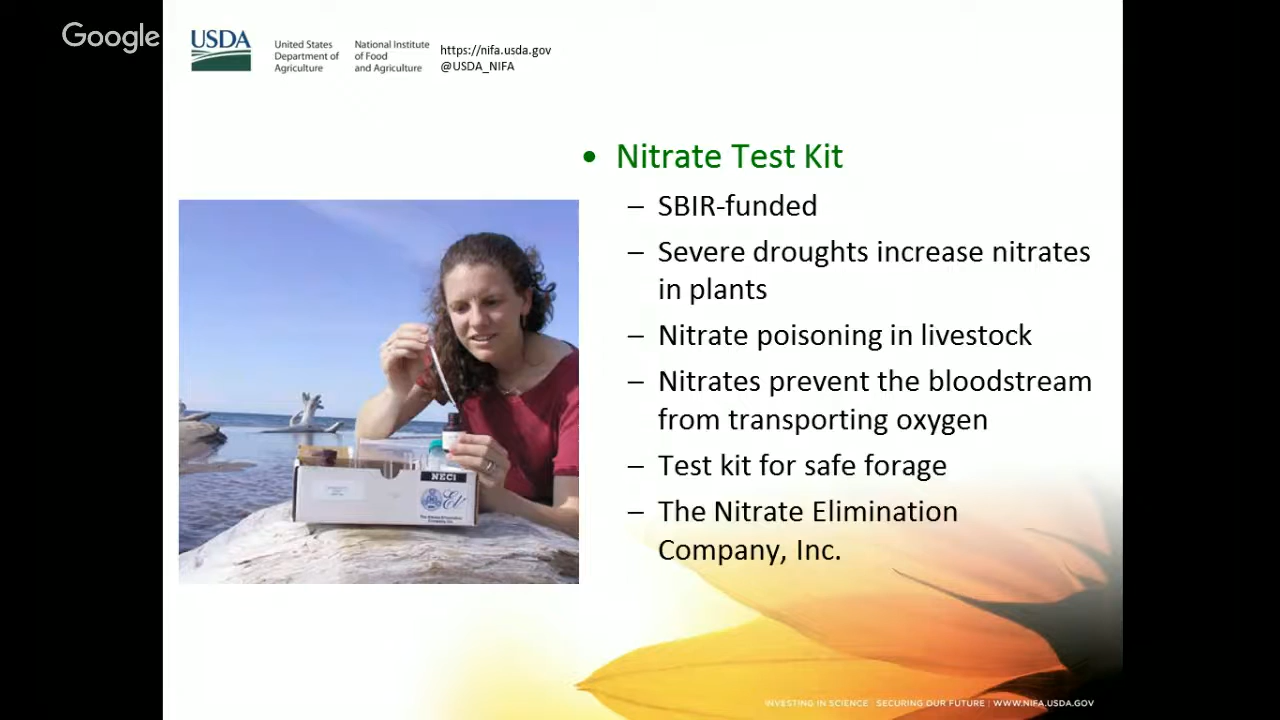 Google
USDA
United States
Department of
Agriculture
National Institute
of Food
and Agriculture
https://nifa.usda.gov
@USDA_NIFA
• Nitrate Test Kit
– SBIR-funded
– Severe droughts increase nitrates
in plants
– Nitrate poisoning in livestock
– Nitrates prevent the bloodstream
from transporting oxygen
– Test kit for safe forage
– The Nitrate Elimination
Company, Inc.
NECi
INVESTING IN SCIENCE | SECURING OUR FUTURE | WWW.NIFA.USDA.GOV